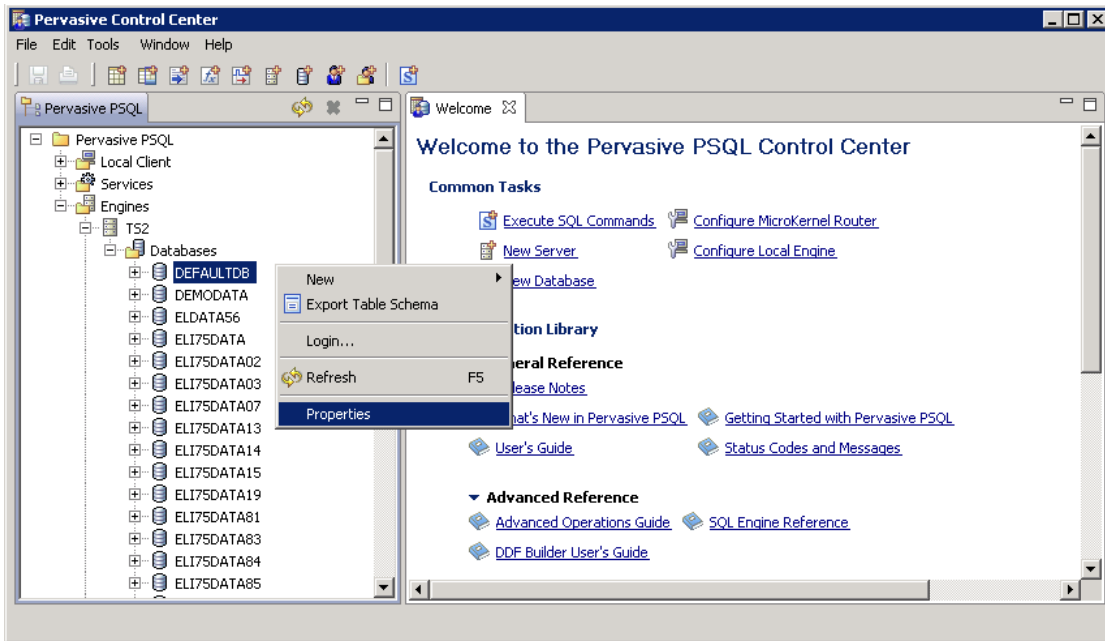 Pervasive Control Center
File Edit Tools Window Help
Pervasive PSQL
Pervasive PSQL
Local Client
Services
Engines
TS2
Databases
DEFAULTDB
DEMODATA
ELDATA56
ELI75DATA
ELI75DATA02
ELI75DATA03
ELI75DATA07
ELI75DATA13
ELI75DATA14
ELI75DATA15
ELI75DATA19
ELI75DATA81
ELI75DATA83
ELI75DATA84
ELI75DATA85
New
Export Table Schema
Login...
Refresh F5
Properties
Welcome
Welcome to the Pervasive PSQL Control Center
Common Tasks
Execute SQL Commands Configure MicroKernel Router
New Server Configure Local Engine
Database
Library
Reference
Notes
New in Pervasive PSQL Getting Started with Pervasive PSQL
User's Guide Status Codes and Messages
Advanced Reference
Advanced Operations Guide SQL Engine Reference
DDF Builder User's Guide